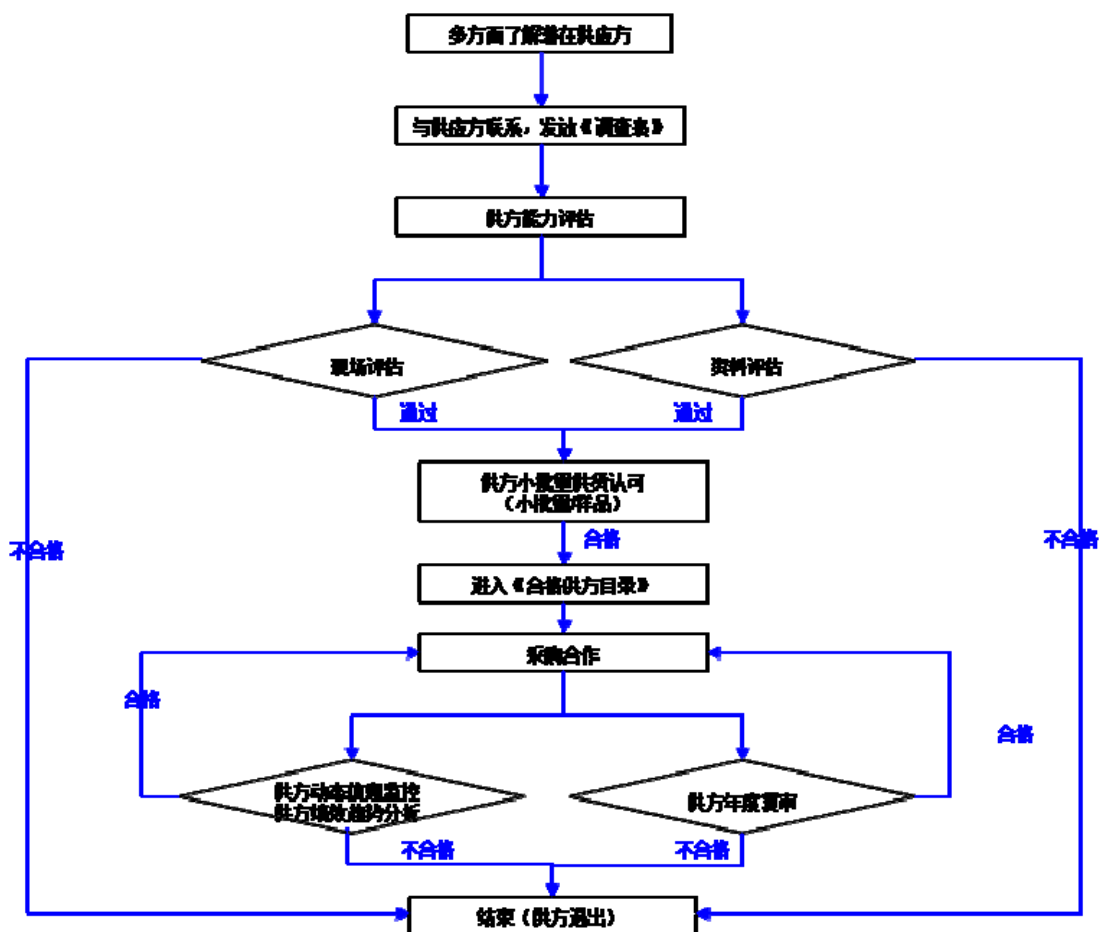 多方面了解潜在供应方
与供应方联系，发放《调查表》
供方能力评估
现场评估
资料评估
通过
通过
供方小批量供货认可
（小批量/样品）
不合格
合格
不合格
进入《合格供方目录》
采购合作
合格
合格
供方动态信息监控
供方绩效趋势分析
供方年度复审
不合格
不合格
结束（供方退出）